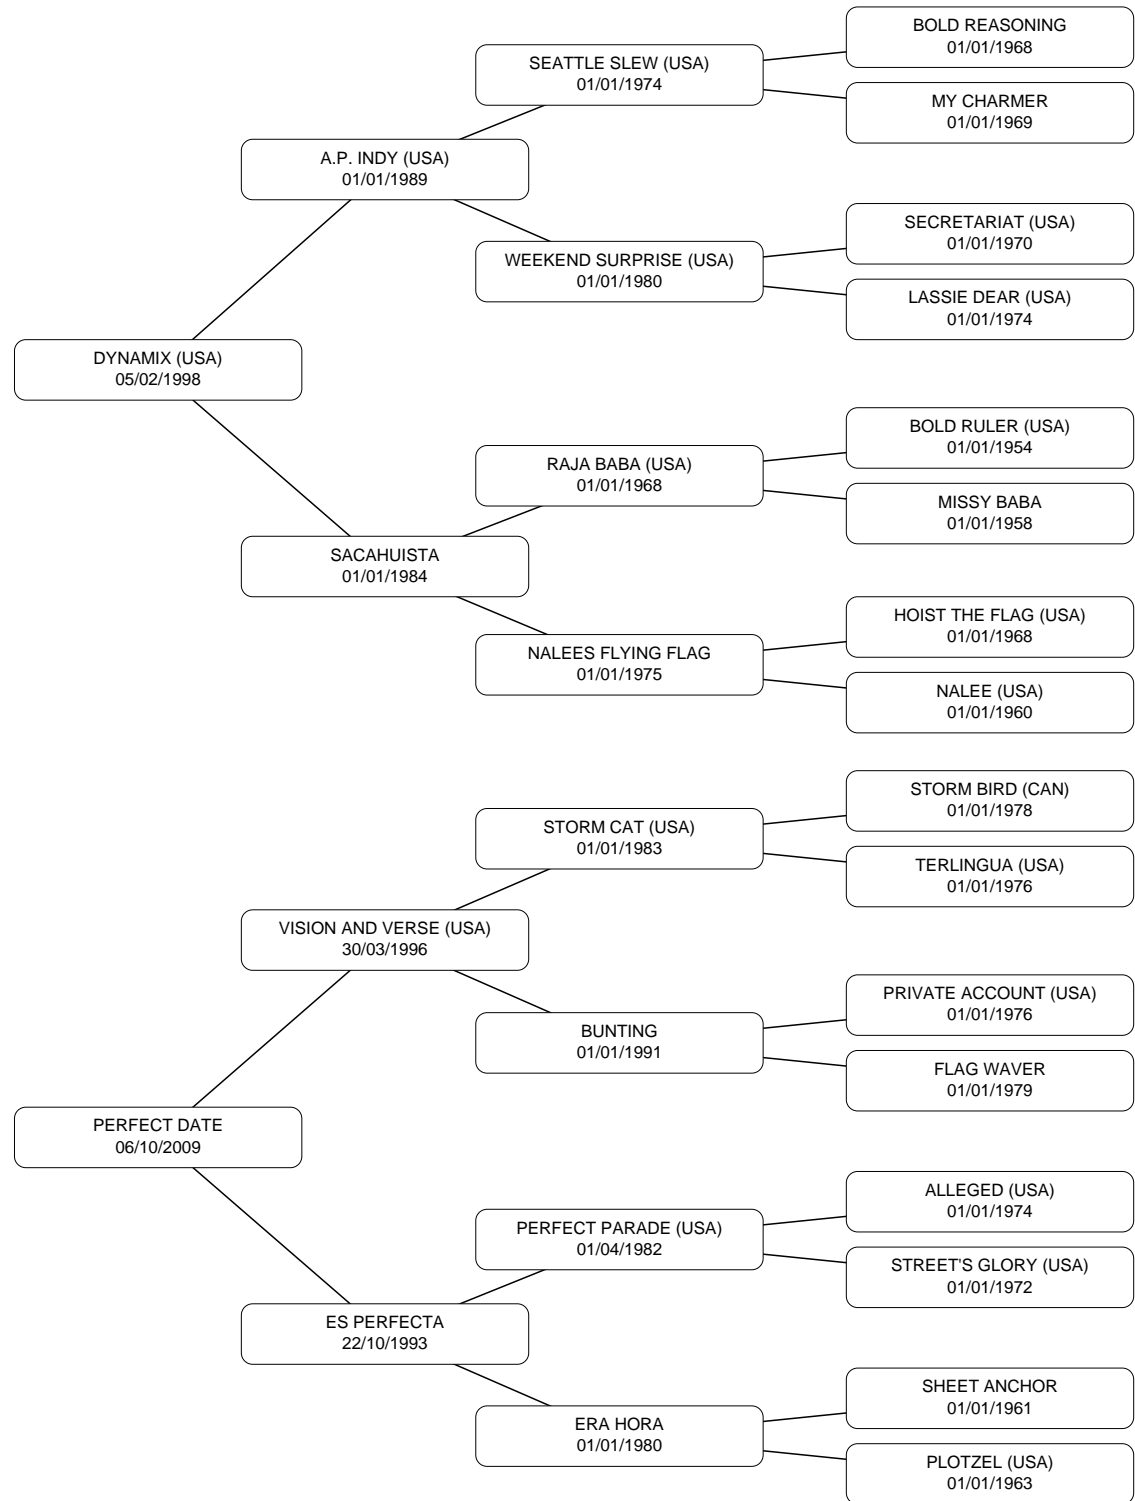 BOLD REASONING
01/01/1968
SEATTLE SLEW (USA)
01/01/1974
MY CHARMER
01/01/1969
A.P. INDY (USA)
01/01/1989
SECRETARIAT (USA)
01/01/1970
WEEKEND SURPRISE (USA)
01/01/1980
LASSIE DEAR (USA)
01/01/1974
DYNAMIX (USA)
05/02/1998
BOLD RULER (USA)
01/01/1954
RAJA BABA (USA)
01/01/1968
MISSY BABA
01/01/1958
SACAHUISTA
01/01/1984
HOIST THE FLAG (USA)
01/01/1968
NALEES FLYING FLAG
01/01/1975
NALEE (USA)
01/01/1960
STORM BIRD (CAN)
01/01/1978
STORM CAT (USA)
01/01/1983
TERLINGUA (USA)
01/01/1976
VISION AND VERSE (USA)
30/03/1996
PRIVATE ACCOUNT (USA)
01/01/1976
BUNTING
01/01/1991
FLAG WAVER
01/01/1979
PERFECT DATE
06/10/2009
ALLEGED (USA)
01/01/1974
PERFECT PARADE (USA)
01/04/1982
STREET'S GLORY (USA)
01/01/1972
ES PERFECTA
22/10/1993
SHEET ANCHOR
01/01/1961
ERA HORA
01/01/1980
PLOTZEL (USA)
01/01/1963